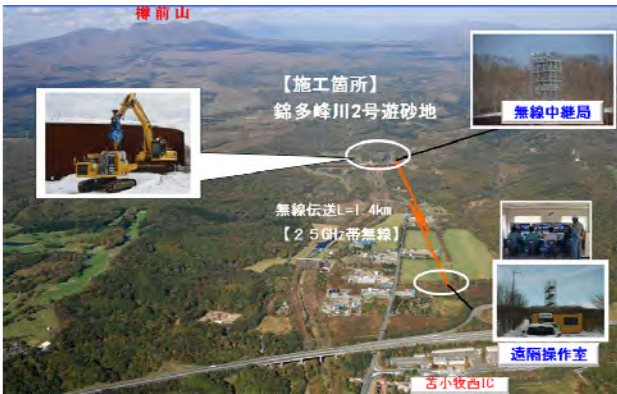 樽前山
【施工箇所】
錦多峰川2号遊砂地
無線中継局
無線伝送L=1.4km
【25GHz帯無線】
遠隔操作室
苫小牧西IC